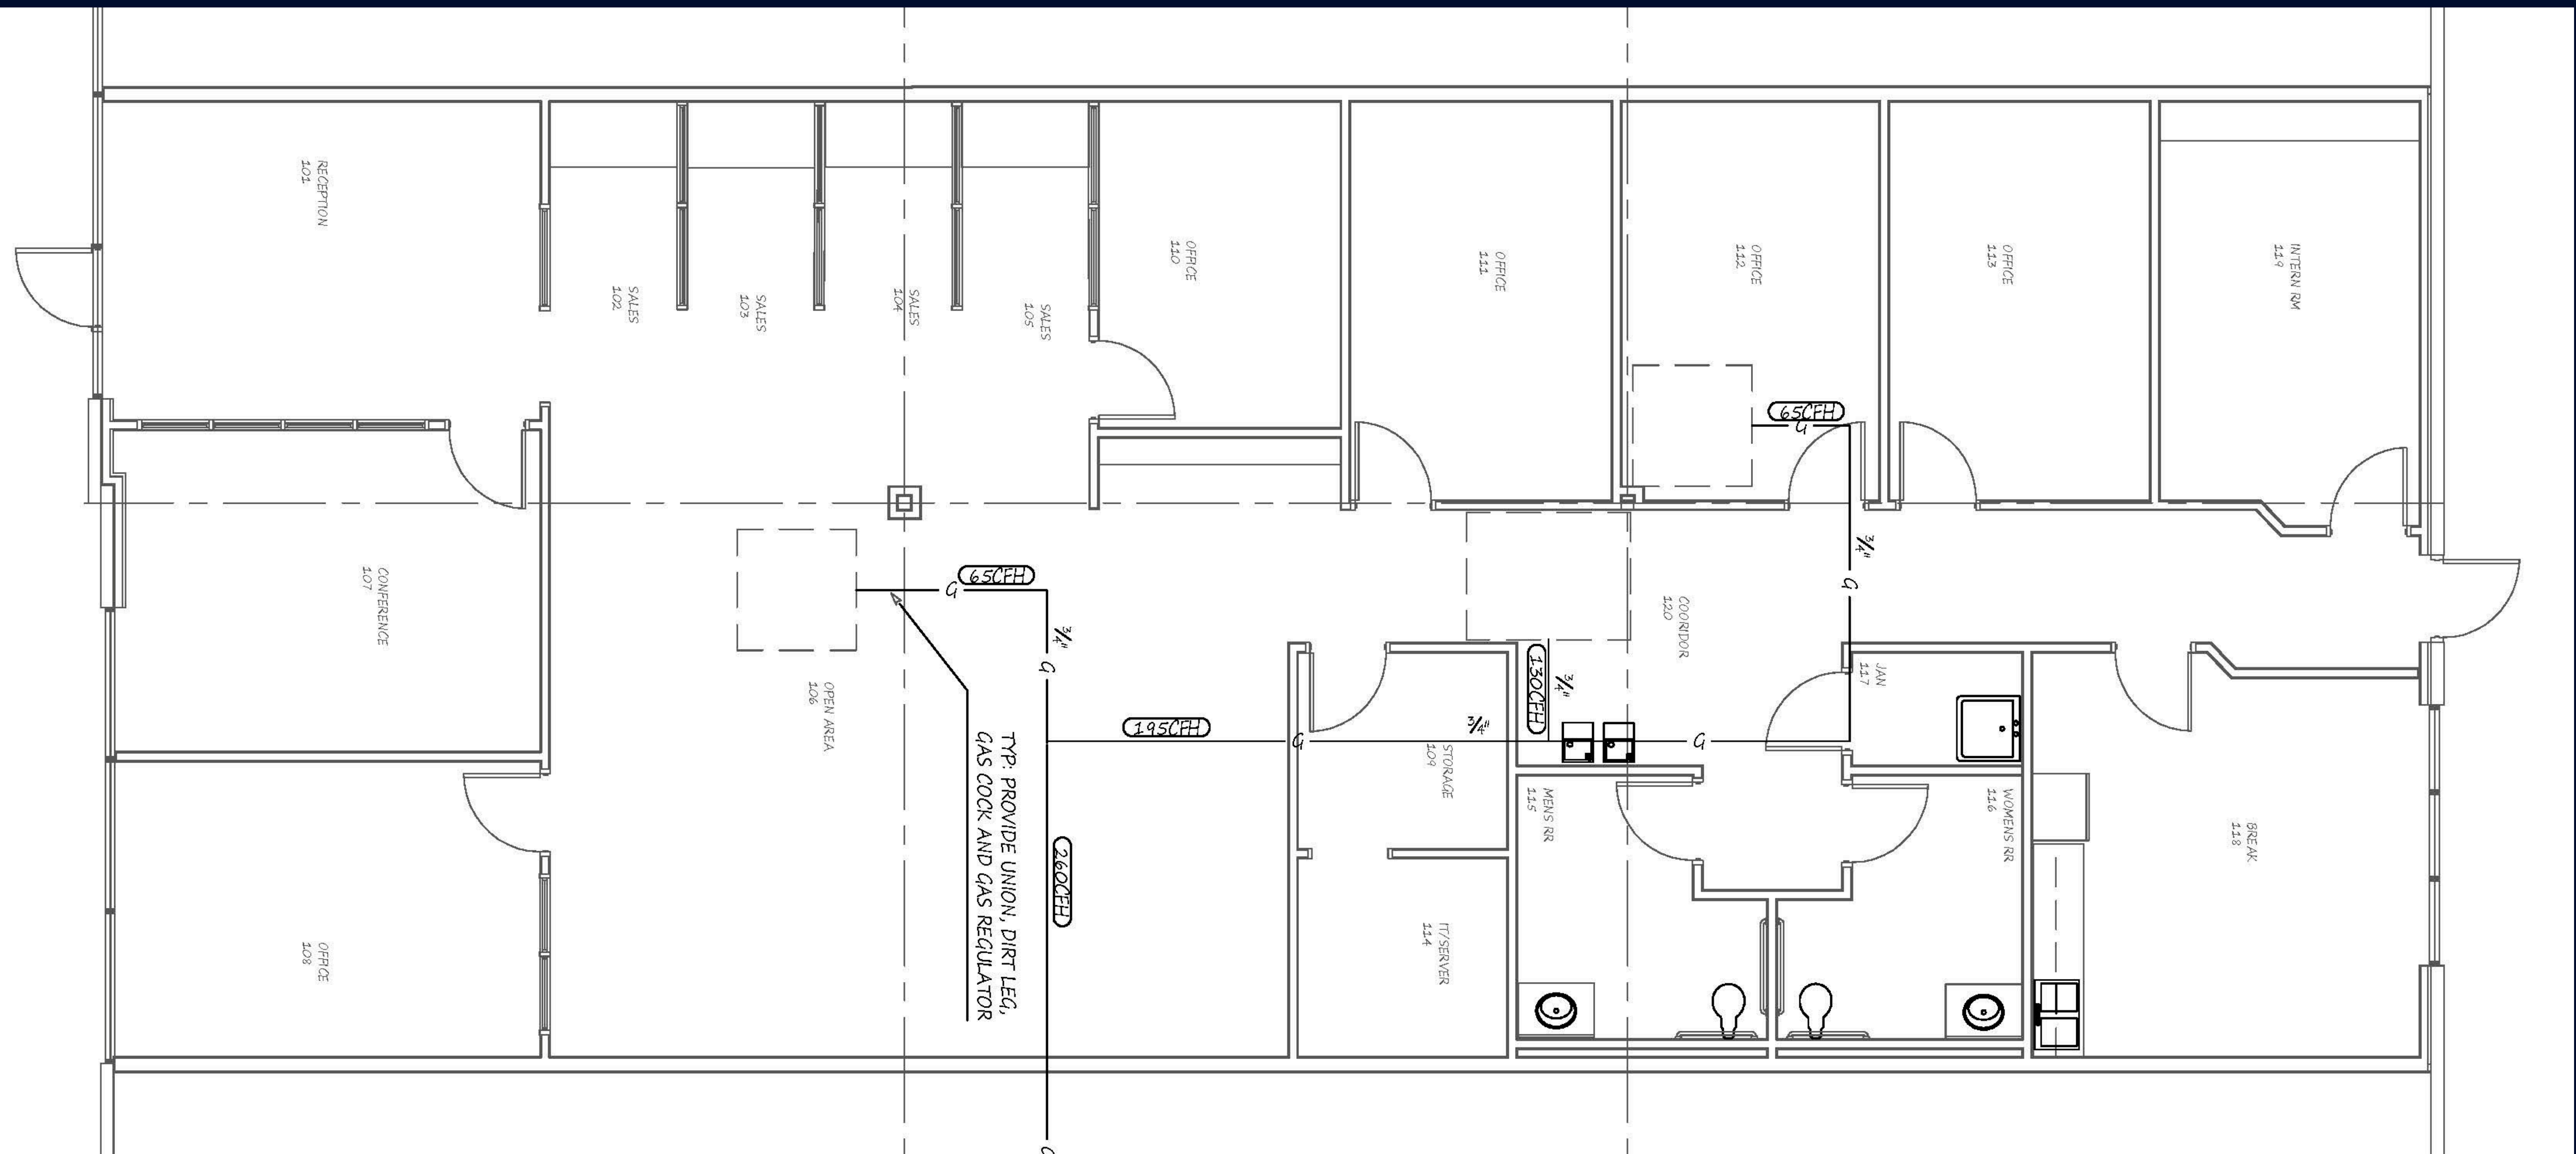 RECEPTION
101
SALES
102
SALES
103
SALES
104
SALES
105
OFFICE
110
OFFICE
111
OFFICE
112
OFFICE
113
INTERN RM
119
65CFH
G
3/4"
G
CONFERENCE
107
65CFH
G
3/4"
G
OPEN AREA
106
COORIDOR
120
130CFH
3/4"
JAN
117
195CFH
G
3/4"
G
STORAGE
109
TYP: PROVIDE UNION, DIRT LEG,
GAS COCK AND GAS REGULATOR
260CFH
MENS RR
115
WOMENS RR
116
BREAK
118
OFFICE
108
IT/SERVER
114